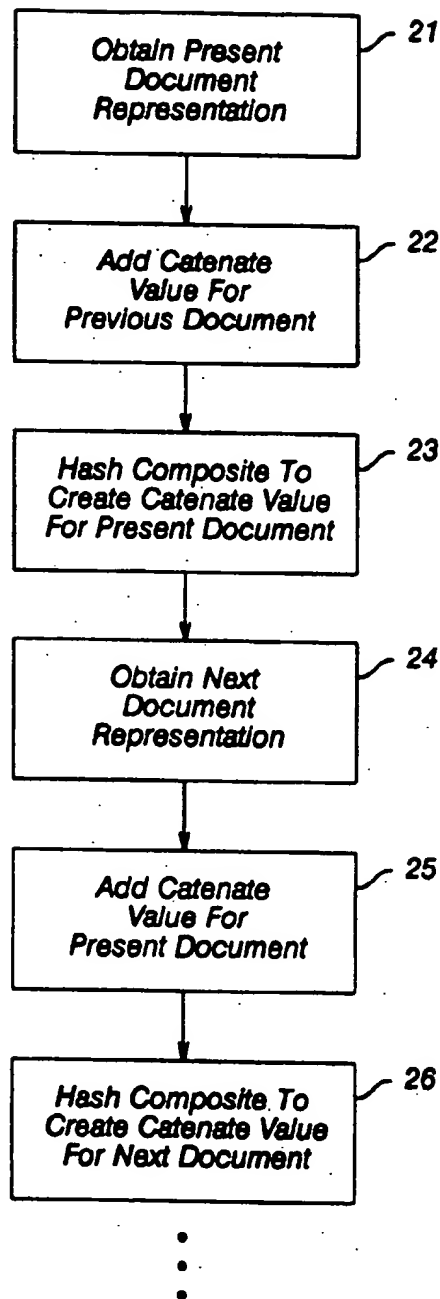 21
Obtain Present
Document
Representation
22
Add Catenate
Value For
Previous Document
23
Hash Composite To
Create Catenate Value
For Present Document
24
Obtain Next
Document
Representation
25
Add Catenate
Value For
Present Document
26
Hash Composite To
Create Catenate Value
For Next Document